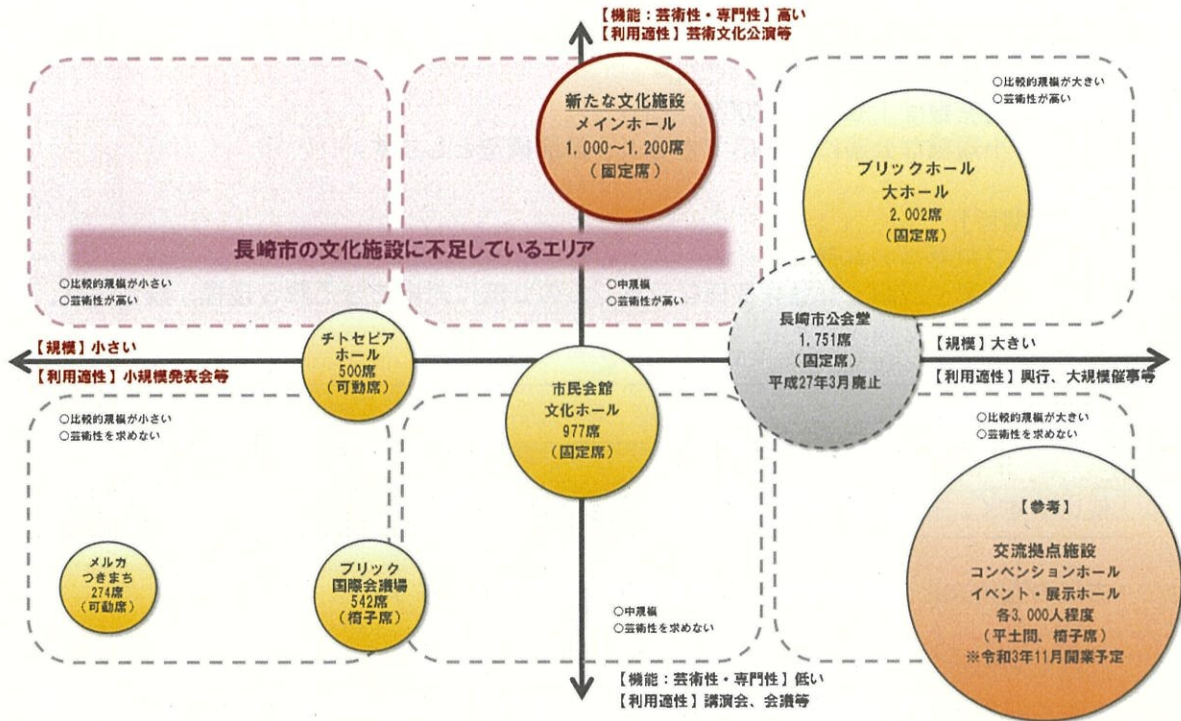 【機能：芸術性・専門性】高い
【利用適性】芸術文化公演等
○比較的規模が大きい
○芸術性が高い
新たな文化施設
メインホール
1,000～1,200席
（固定席）
ブリックホール
大ホール
2,002席
（固定席）
長崎市の文化施設に不足しているエリア
○比較的規模が小さい
○芸術性が高い
○中規模
○芸術性が高い
長崎市公会堂
1,751席
（固定席）
平成27年3月廃止
【規模】小さい
【利用適性】小規模発表会等
チトセピア
ホール
500席
（可動席）
【規模】大きい
【利用適性】興行、大規模催事等
市民会館
文化ホール
977席
（固定席）
○比較的規模が小さい
○芸術性を求めない
○比較的規模が大きい
○芸術性を求めない
メルカ
つきまち
274席
（可動席）
ブリック
国際会議場
542席
（椅子席）
○中規模
○芸術性を求めない
【参考】
交流拠点施設
コンベンションホール
イベント・展示ホール
各3,000人程度
（平土間、椅子席）
※令和3年11月開業予定
【機能：芸術性・専門性】低い
【利用適性】講演会、会議等